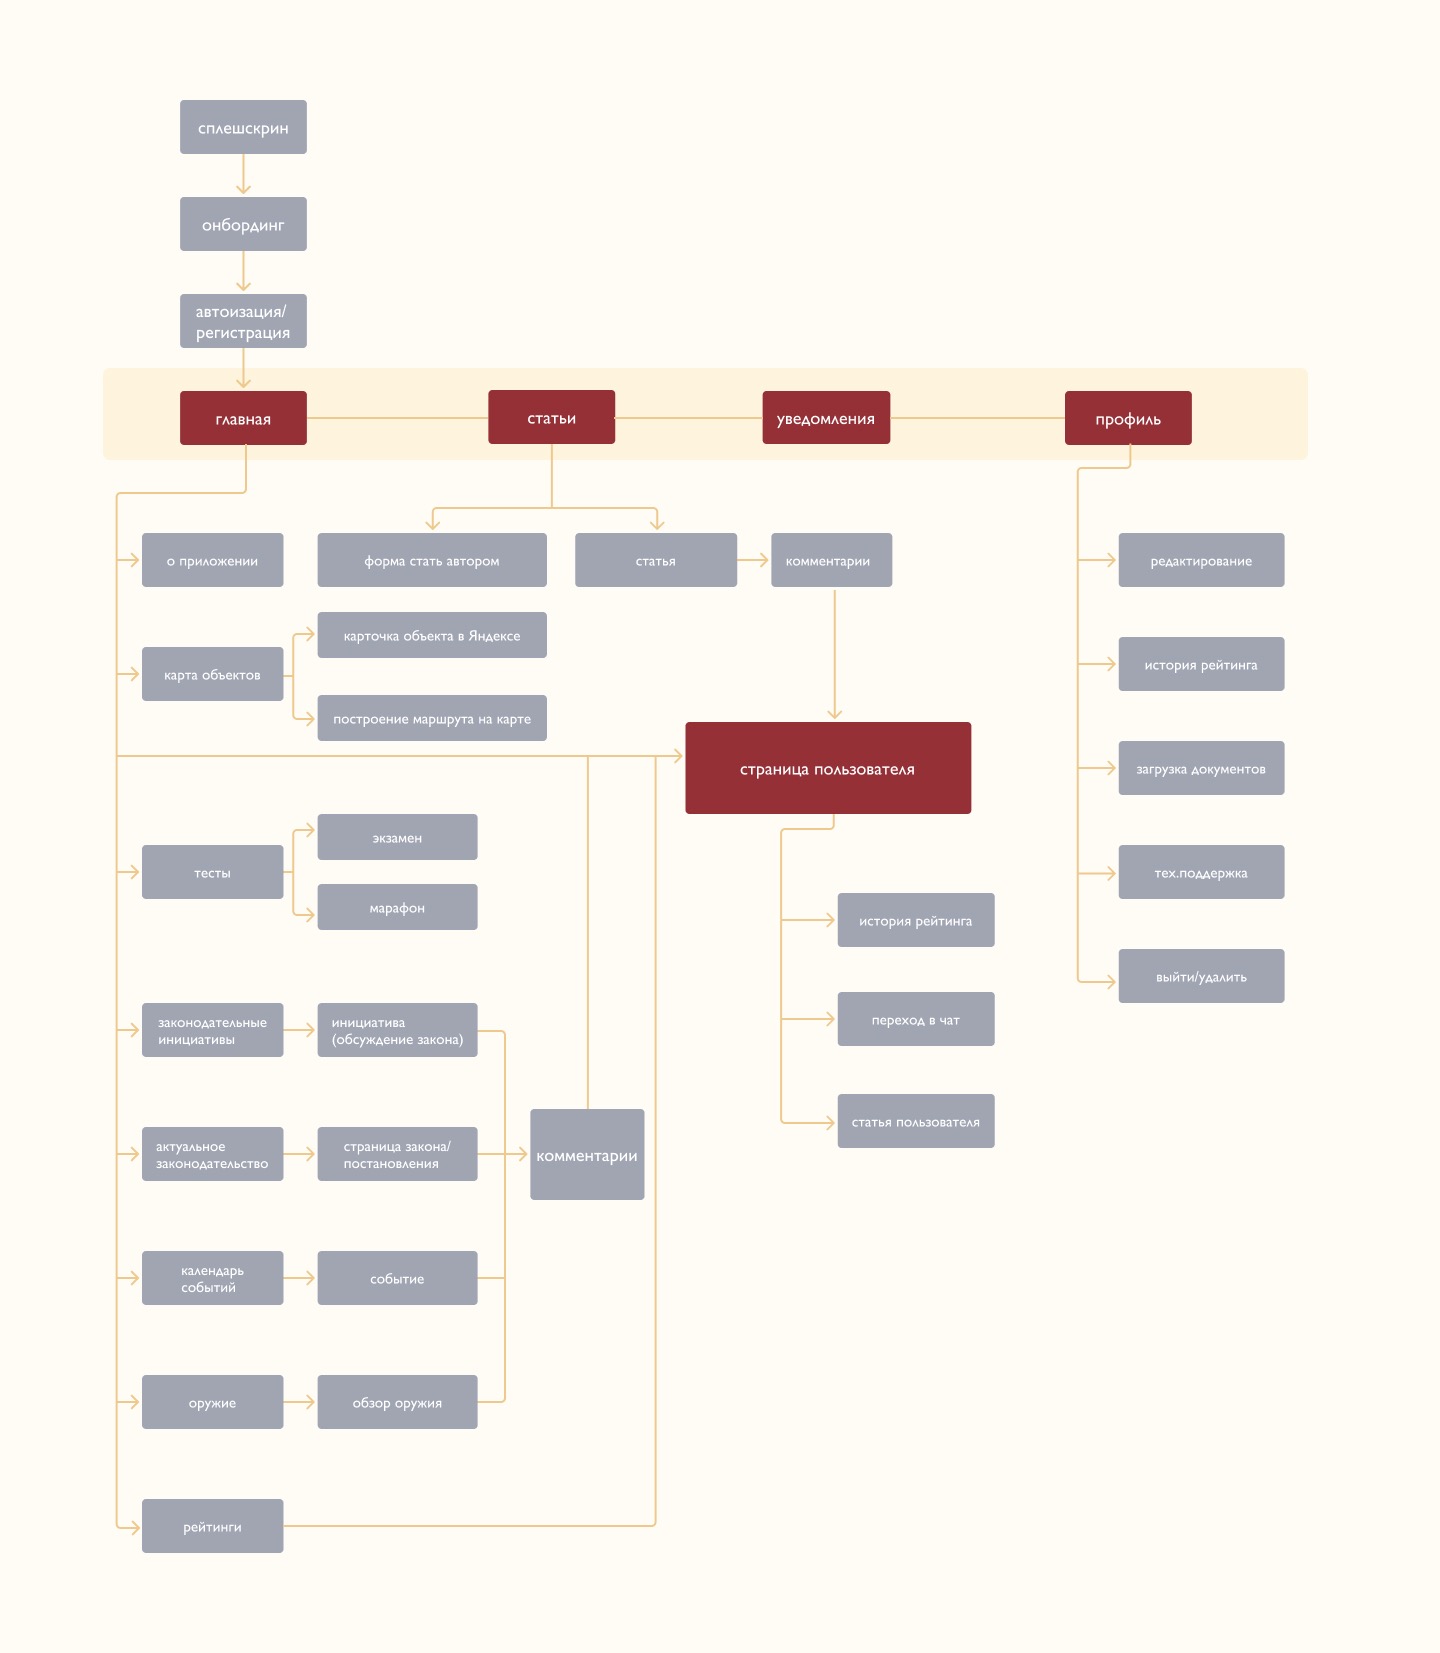 сплешскрин
онбординг
автоизация/
регистрация
главная
статьи
уведомления
профиль
о приложении
форма стать автором
статья
комментарии
редактирование
карточка объекта в Яндексе
карта объектов
построение маршрута на карте
история рейтинга
страница пользователя
загрузка документов
экзамен
тесты
марафон
тех.поддержка
история рейтинга
выйти/удалить
законодательные
инициативы
инициатива
(обсуждение закона)
переход в чат
актуальное
законодательство
страница закона/
постановления
комментарии
статья пользователя
календарь
событий
событие
оружие
обзор оружия
рейтинги